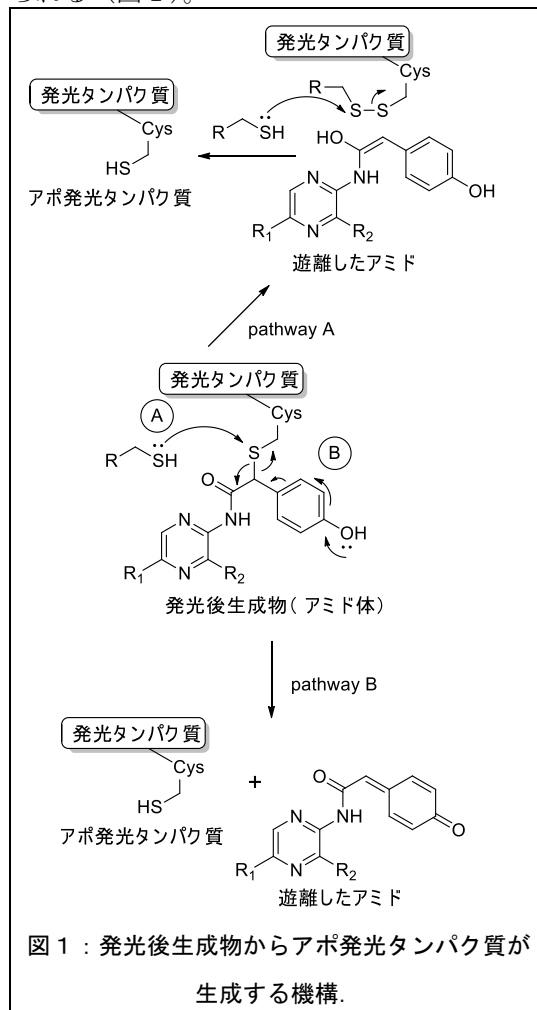 発光タンパク質
Cys
HS
アポ発光タンパク質
R
SH
発光タンパク質
Cys
R
S
S
HO
NH
OH
N
N
R1
R2
遊離したアミド
pathway A
発光タンパク質
Cys
A
R
SH
S
B
O
NH
OH
N
N
R1
R2
発光後生成物(アミド体)
pathway B
発光タンパク質
Cys
HS
アポ発光タンパク質
+
O
NH
O
N
N
R1
R2
遊離したアミド
図1:発光後生成物からアポ発光タンパク質が
生成する機構.